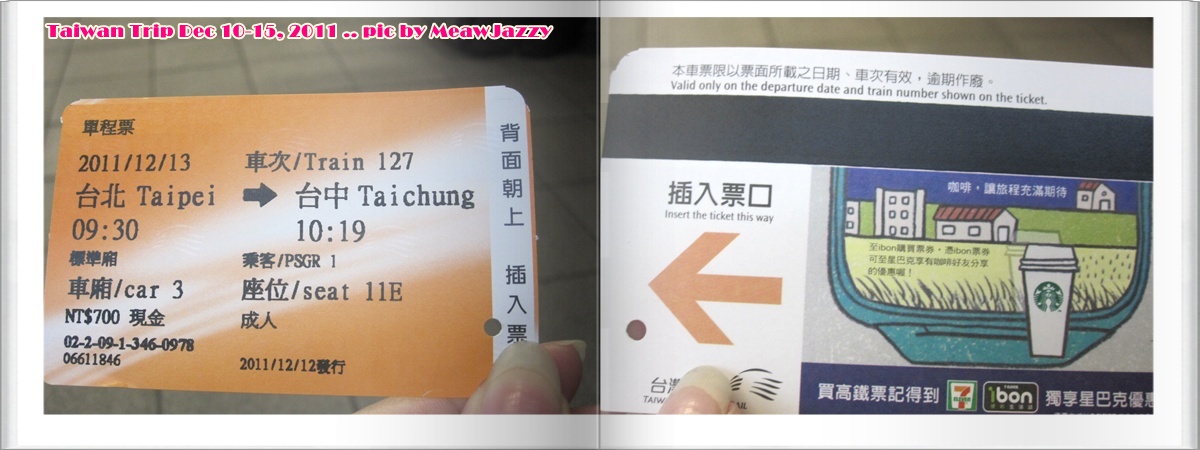 Taiwan Trip Dec 10-15, 2011 .. pic by MeawJazzy
單程票
2011/12/13 車次/Train 127
台北 Taipei 台中 Taichung
09:30 10:19
標準廂 乘客/PSGR 1
車廂/car 3 座位/seat 11E
NT$700 現金 成人
02-2-09-1-346-0978
06611846 2011/12/12發行
背面朝上 插入票
本車票限以票面所載之日期、車次有效，逾期作廢。
Valid only on the departure date and train number shown on the ticket.
插入票口
Insert the ticket this way
台灣
TAIW
AIL
咖啡，讓旅程充滿期待
至ibon購買票券，憑ibon票券
可至星巴克享有咖啡好友分享
的優惠喔！
買高鐵票記得到 7 ELEVEN ibon 獨享星巴克優惠